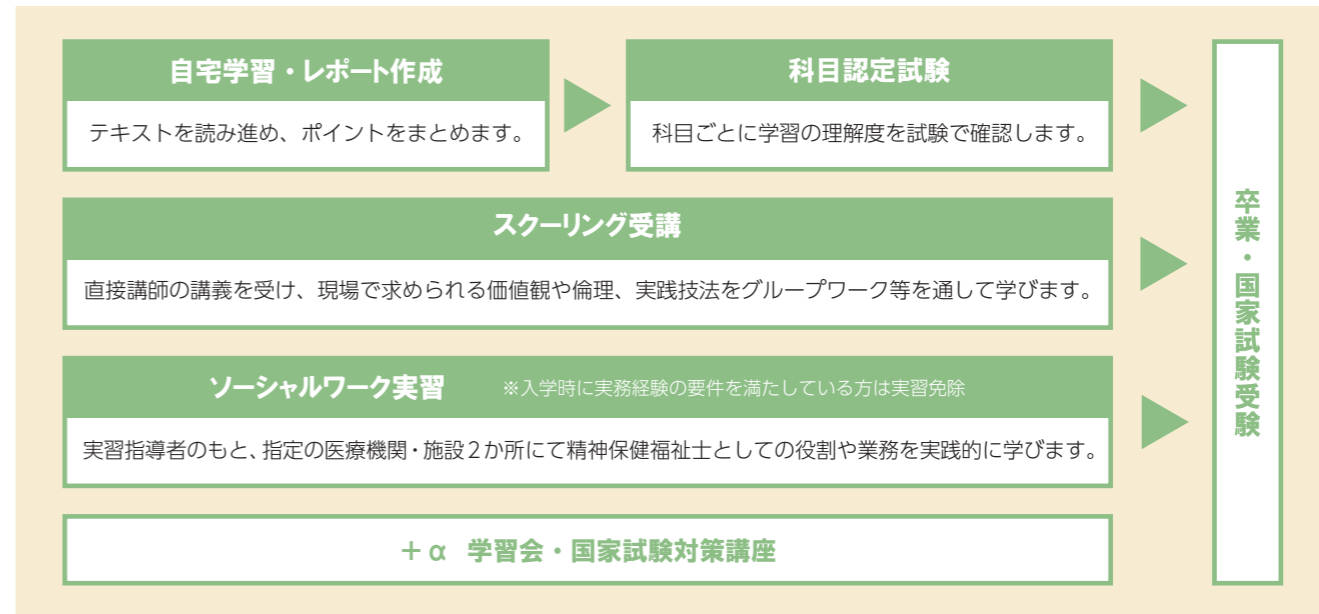 自宅学習・レポート作成
テキストを読み進め、ポイントをまとめます。
科目認定試験
科目ごとに学習の理解度を試験で確認します。
スクーリング受講
直接講師の講義を受け、現場で求められる価値観や倫理、実践技法をグループワーク等を通して学びます。
ソーシャルワーク実習 ※入学時に実務経験の要件を満たしている方は実習免除
実習指導者のもと、指定の医療機関・施設2か所にて精神保健福祉士としての役割や業務を実践的に学びます。
+α 学習会・国家試験対策講座
卒業・国家試験受験